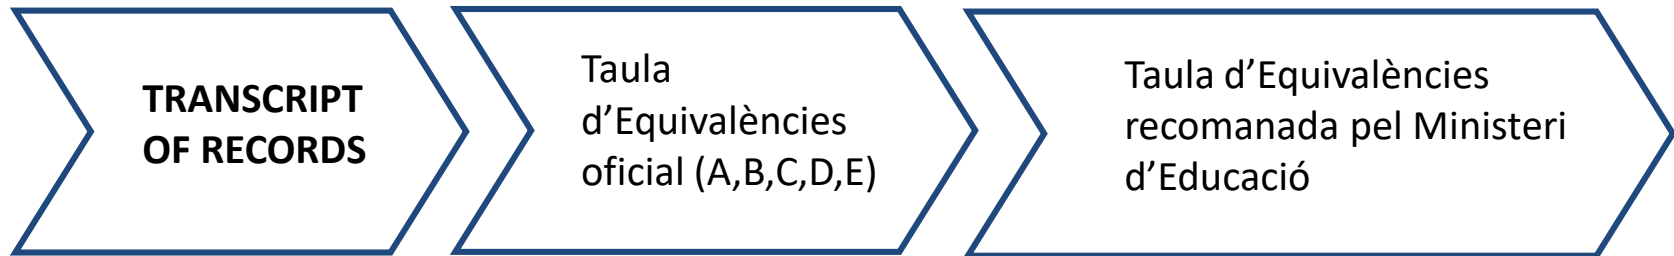 TRANSCRIPT
OF RECORDS
Taula
d’Equivalències
oficial (A,B,C,D,E)
Taula d’Equivalències
recomanada pel Ministeri
d’Educació